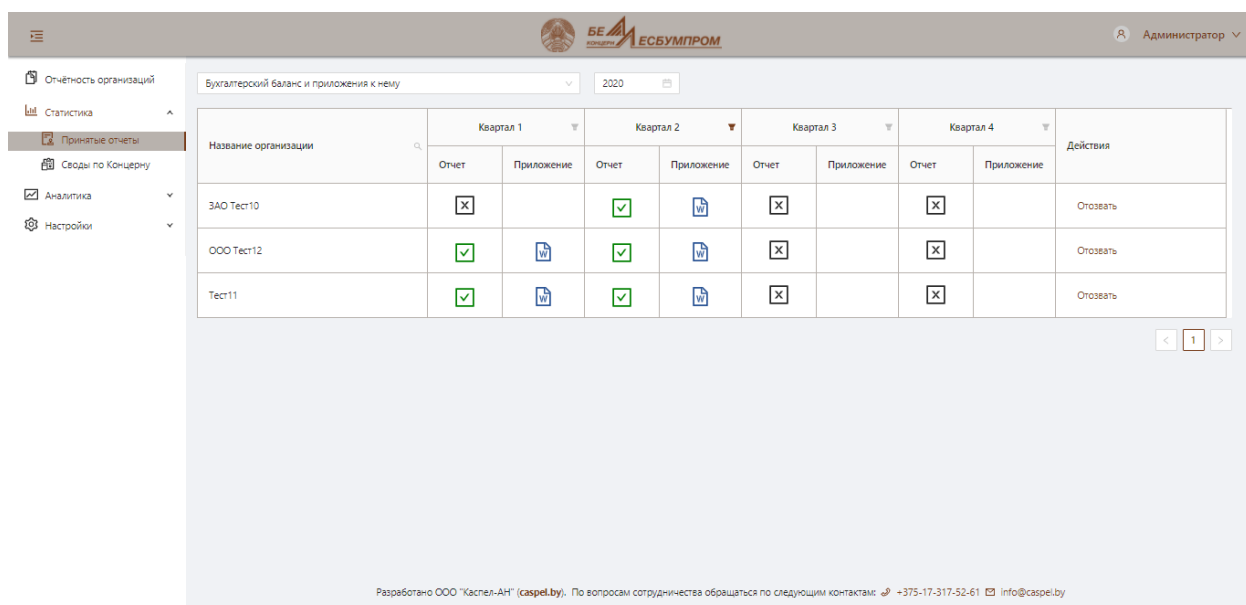 БЕЛ
КОНЦЕРН ЛЕСБУМПРОМ
Администратор
Отчётность организаций
Статистика
Принятые отчеты
Своды по Концерну
Аналитика
Настройки
Бухгалтерский баланс и приложения к нему
2020
Название организации
Квартал 1
Квартал 2
Квартал 3
Квартал 4
Действия
Отчет Приложение Отчет Приложение Отчет Приложение Отчет Приложение
ЗАО Тест10 Отозвать
ООО Тест12 Отозвать
Тест11 Отозвать
< 1 >
Разработано ООО "Каспел-АН" (caspel.by). По вопросам сотрудничества обращаться по следующим контактам: +375-17-317-52-61 info@caspel.by